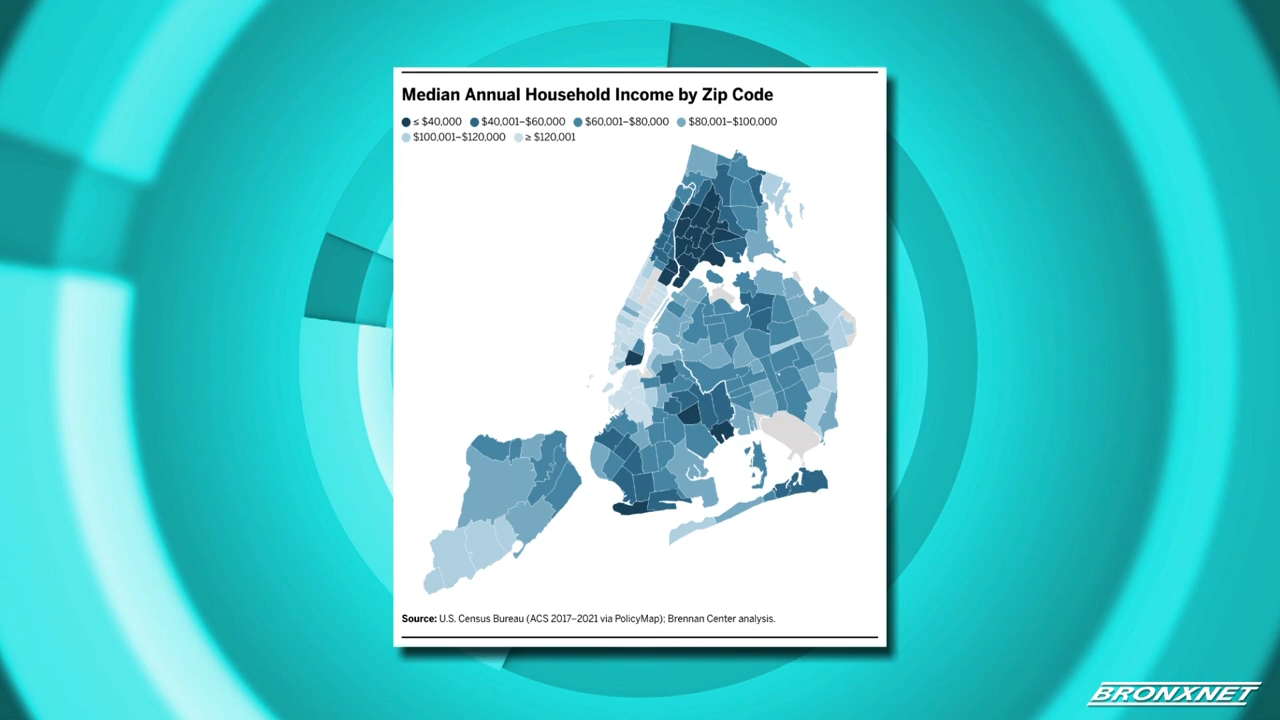 Median Annual Household Income by Zip Code
≤ $40,000 $40,001–$60,000 $60,001–$80,000 $80,001–$100,000
$100,001–$120,000 ≥ $120,001
Source: U.S. Census Bureau (ACS 2017–2021 via PolicyMap); Brennan Center analysis.
BRONXNET